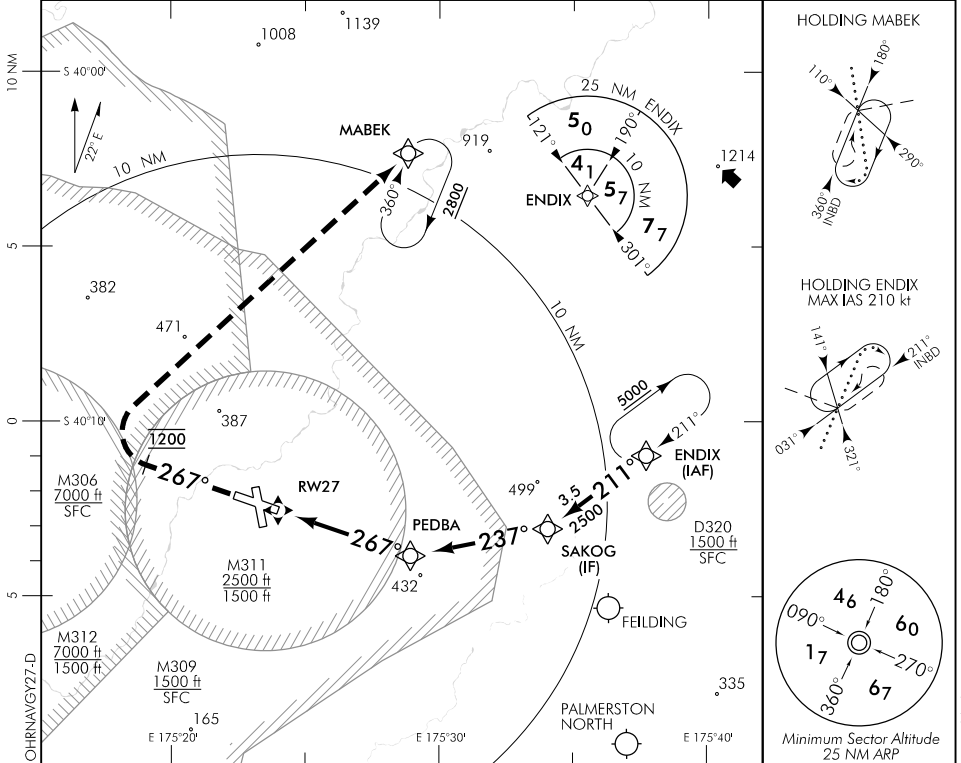 1139
1008
10 NM
S 40°00'
22° E
10 NM
MABEK
919
360°
2800
25 NM ENDIX
5₀
121°
190°
4₁
10 NM
5₇
7₇
ENDIX
301°
1214
5
382
471
10 NM
0
S 40°10'
387
1200
267°
RW27
5000
211°
ENDIX
(IAF)
M306
7000 ft
SFC
499
3.5
211°
2500
PEDBA
237°
SAKOG
(IF)
D320
1500 ft
SFC
267°
M311
2500 ft
1500 ft
432
5
FEILDING
M312
7000 ft
1500 ft
M309
1500 ft
SFC
335
165
PALMERSTON
NORTH
E 175°20'
E 175°30'
E 175°40'
OHRNAVGY27-D
HOLDING MABEK
180°
110°
290°
360°
INBD
HOLDING ENDIX
MAX IAS 210 kt
141°
211°
INBD
031°
321°
4₆
180°
090°
6₀
1₇
270°
360°
6₇
Minimum Sector Altitude
25 NM ARP